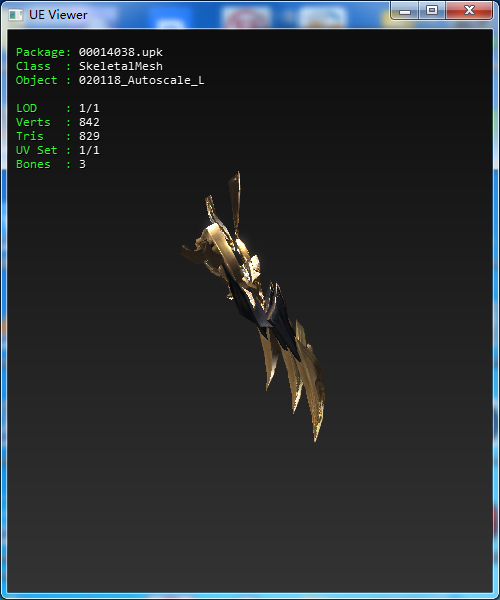 UE Viewer
Package: 00014038.upk
Class  : SkeletalMesh
Object : 020118_Autoscale_L
LOD    : 1/1
Verts  : 842
Tris   : 829
UV Set : 1/1
Bones  : 3